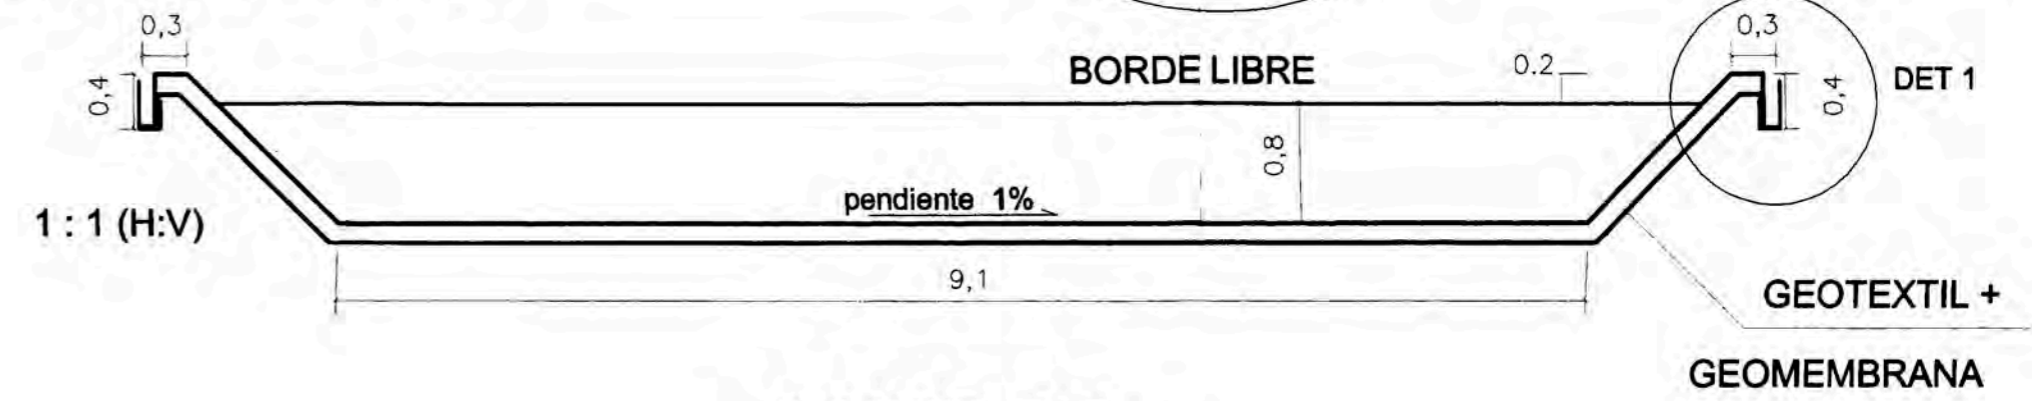 0,3
0,3
BORDE LIBRE
0.2
DET 1
0,4
0,4
0,8
pendiente 1%
1 : 1 (H:V)
9,1
GEOTEXTIL +
GEOMEMBRANA